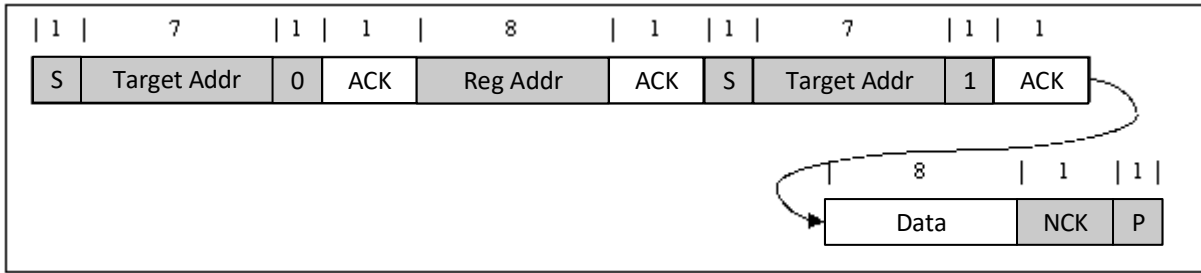 | 1 | 7 | 1 | 1 | 8 | 1 | 1 | 7 | 1 | 1
S Target Addr 0 ACK Reg Addr ACK S Target Addr 1 ACK
| 8 | 1 | 1 |
Data NCK P